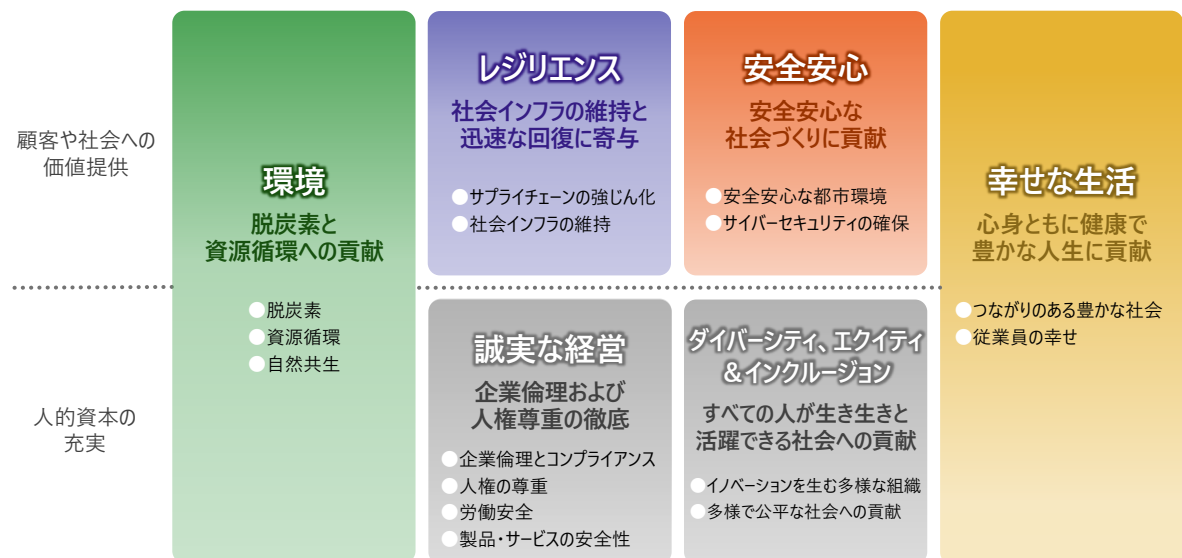 顧客や社会への
価値提供
人的資本の
充実
環境
脱炭素と
資源循環への貢献
脱炭素
資源循環
自然共生
レジリエンス
社会インフラの維持と
迅速な回復に寄与
サプライチェーンの強じん化
社会インフラの維持
安全安心
安全安心な
社会づくりに貢献
安全安心な都市環境
サイバーセキュリティの確保
誠実な経営
企業倫理および
人権尊重の徹底
企業倫理とコンプライアンス
人権の尊重
労働安全
製品・サービスの安全性
ダイバーシティ、エクイティ
&インクルージョン
すべての人が生き生きと
活躍できる社会への貢献
イノベーションを生む多様な組織
多様で公平な社会への貢献
幸せな生活
心身ともに健康で
豊かな人生に貢献
つながりのある豊かな社会
従業員の幸せ